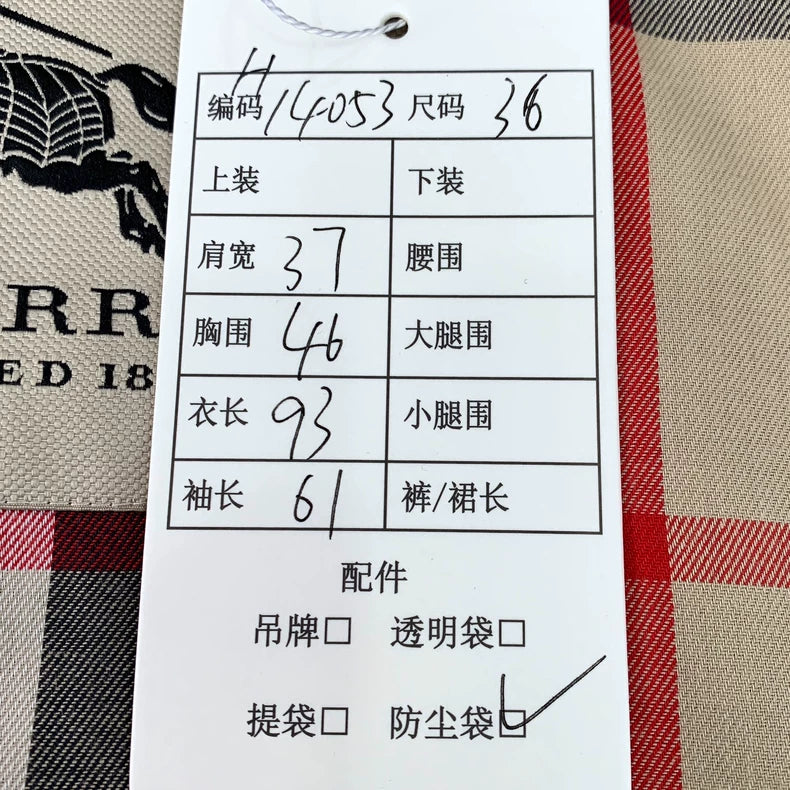 RR
ED 18
编码 H14053 尺码 36
上装 下装
肩宽 37 腰围
胸围 46 大腿围
衣长 93 小腿围
袖长 61 裤/裙长
配件
吊牌□ 透明袋□
提袋□ 防尘袋☑